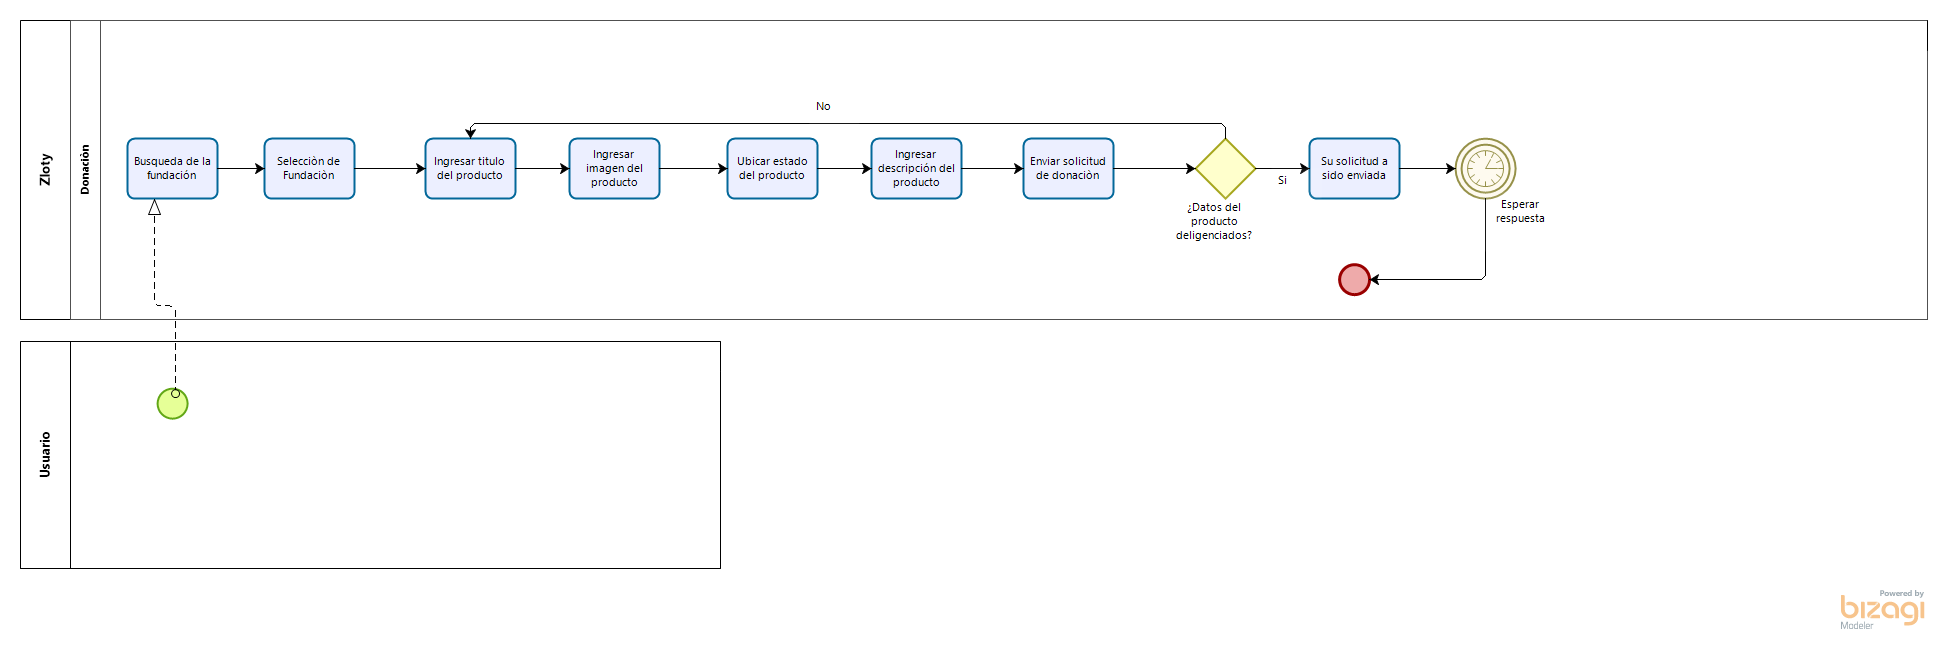 Zloty
Donaciòn
No
Busqueda de la
fundación
Selecciòn de
Fundaciòn
Ingresar titulo
del producto
Ingresar
imagen del
producto
Ubicar estado
del producto
Ingresar
descripción del
producto
Enviar solicitud
de donaciòn
¿Datos del
producto
deligenciados?
Si
Su solicitud a
sido enviada
Esperar
respuesta
Usuario
Powered by
bizagi
Modeler